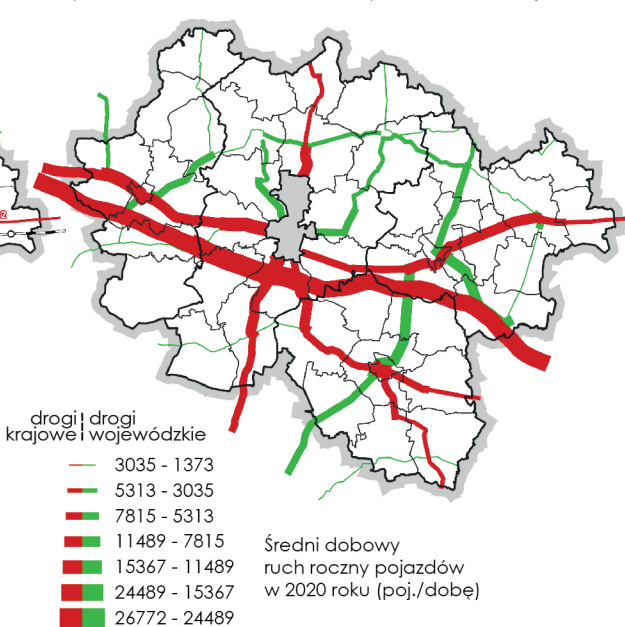 drogi drogi
krajowe wojewódzkie
3035 - 1373
5313 - 3035
7815 - 5313
11489 - 7815
15367 - 11489
24489 - 15367
26772 - 24489
Średni dobowy
ruch roczny pojazdów
w 2020 roku (poj./dobę)